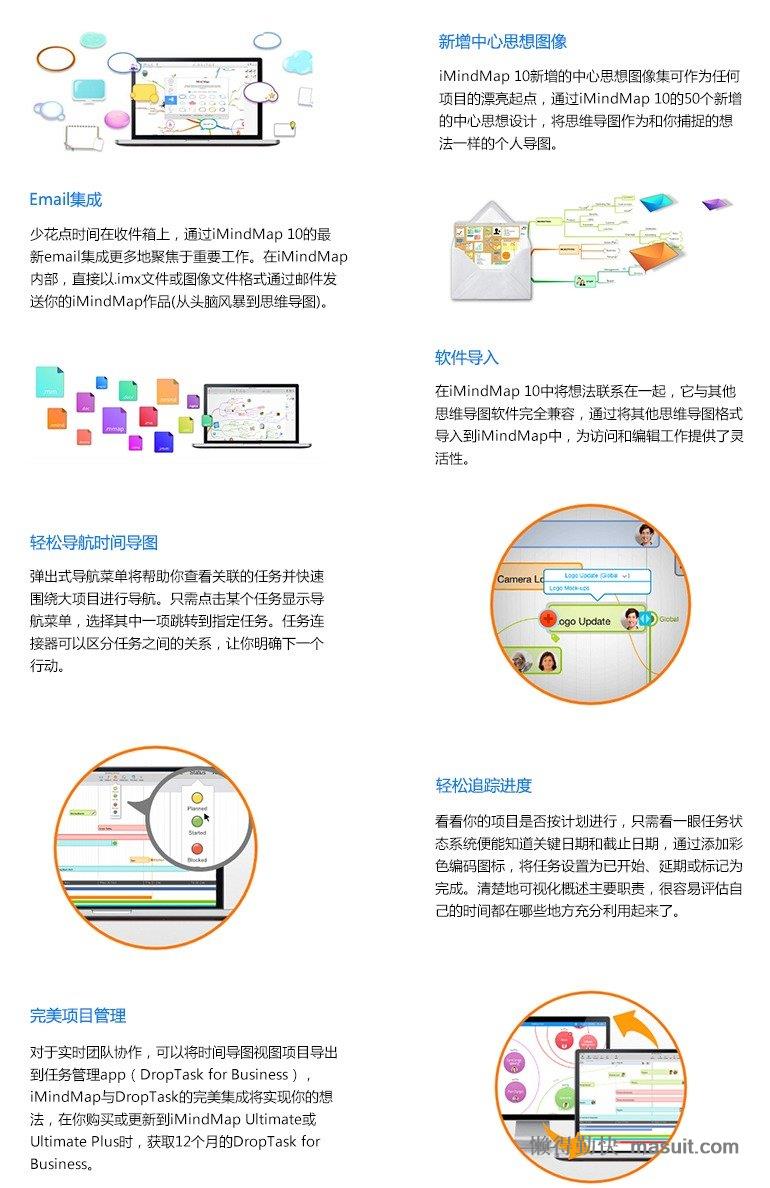 新增中心思想图像
iMindMap 10新增的中心思想图像集可作为任何
项目的漂亮起点，通过iMindMap 10的50个新增
的中心思想设计，将思维导图作为和你捕捉的想
法一样的个人导图。
Email集成
少花点时间在收件箱上，通过iMindMap 10的最
新email集成更多地聚焦于重要工作。在iMindMap
内部，直接以.imx文件或图像文件格式通过邮件发
送你的iMindMap作品(从头脑风暴到思维导图)。
软件导入
在iMindMap 10中将想法联系在一起，它与其他
思维导图软件完全兼容，通过将其他思维导图格式
导入到iMindMap中，为访问和编辑工作提供了灵
活性。
.mmap
轻松导航时间导图
弹出式导航菜单将帮助你查看关联的任务并快速
围绕大项目进行导航。只需点击某个任务显示导
航菜单，选择其中一项跳转到指定任务。任务连
接器可以区分任务之间的关系，让你明确下一个
行动。
Camera Lo
Logo Update (Global
Logo Mock-ups
ogo Update
Global
轻松追踪进度
看看你的项目是否按计划进行，只需看一眼任务状
态系统便能知道关键日期和截止日期，通过添加彩
色编码图标，将任务设置为已开始、延期或标记为
完成。清楚地可视化概述主要职责，很容易评估自
己的时间都在哪些地方充分利用起来了。
Status
Planned
Started
Blocked
完美项目管理
对于实时团队协作，可以将时间导图视图项目导出
到任务管理app（DropTask for Business），
iMindMap与DropTask的完美集成将实现你的想
法，在你购买或更新到iMindMap Ultimate或
Ultimate Plus时，获取12个月的DropTask for
Business。
懒得勤快 masuit.com